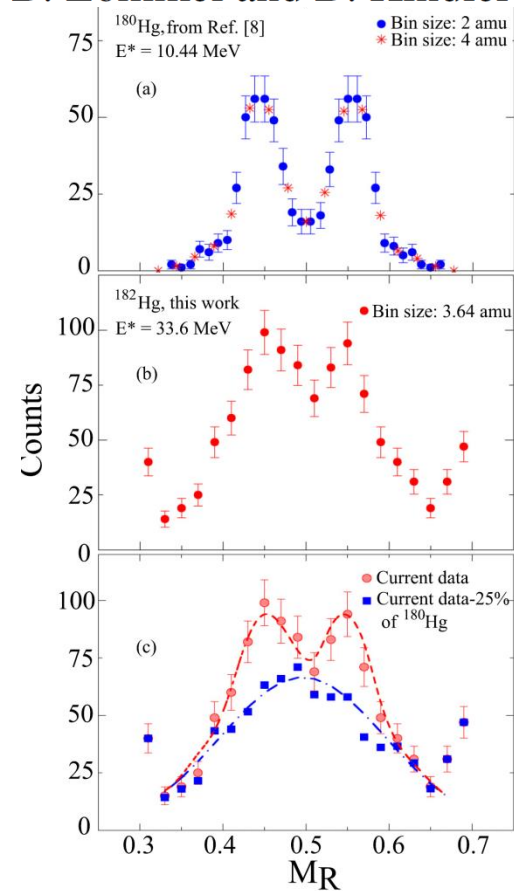 180Hg, from Ref. [8]
E* = 10.44 MeV
Bin size: 2 amu
Bin size: 4 amu
(a)
75
50
25
0
182Hg, this work
E* = 33.6 MeV
Bin size: 3.64 amu
(b)
100
75
50
25
0
Counts
Current data
Current data-25%
of 180Hg
(c)
100
75
50
25
0
0.3 0.4 0.5 0.6 0.7
MR